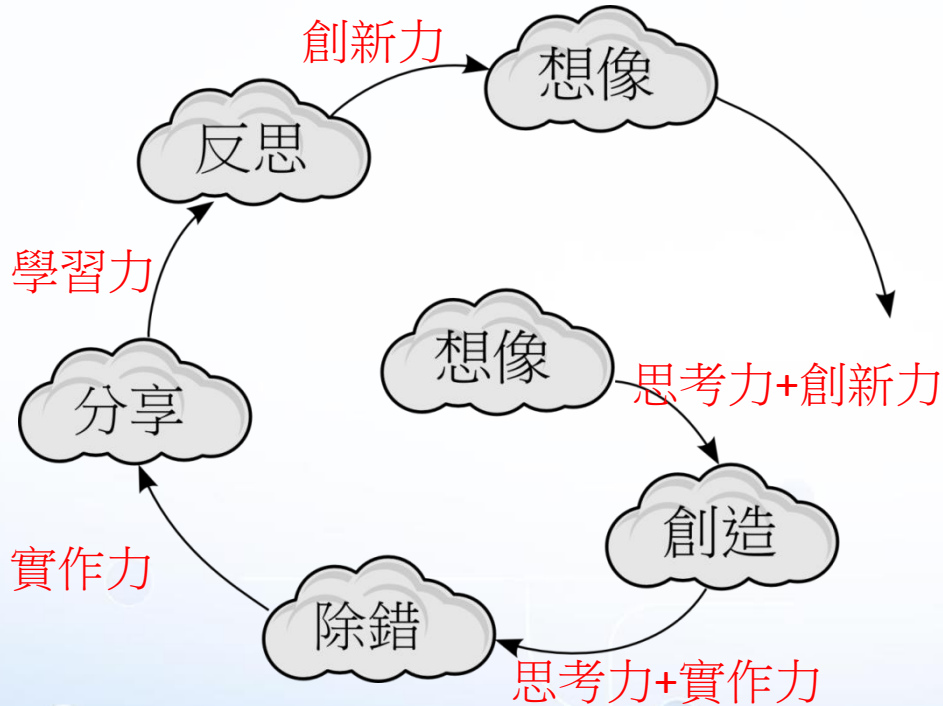 創新力
想像
反思
學習力
想像
思考力+創新力
分享
創造
實作力
除錯
思考力+實作力